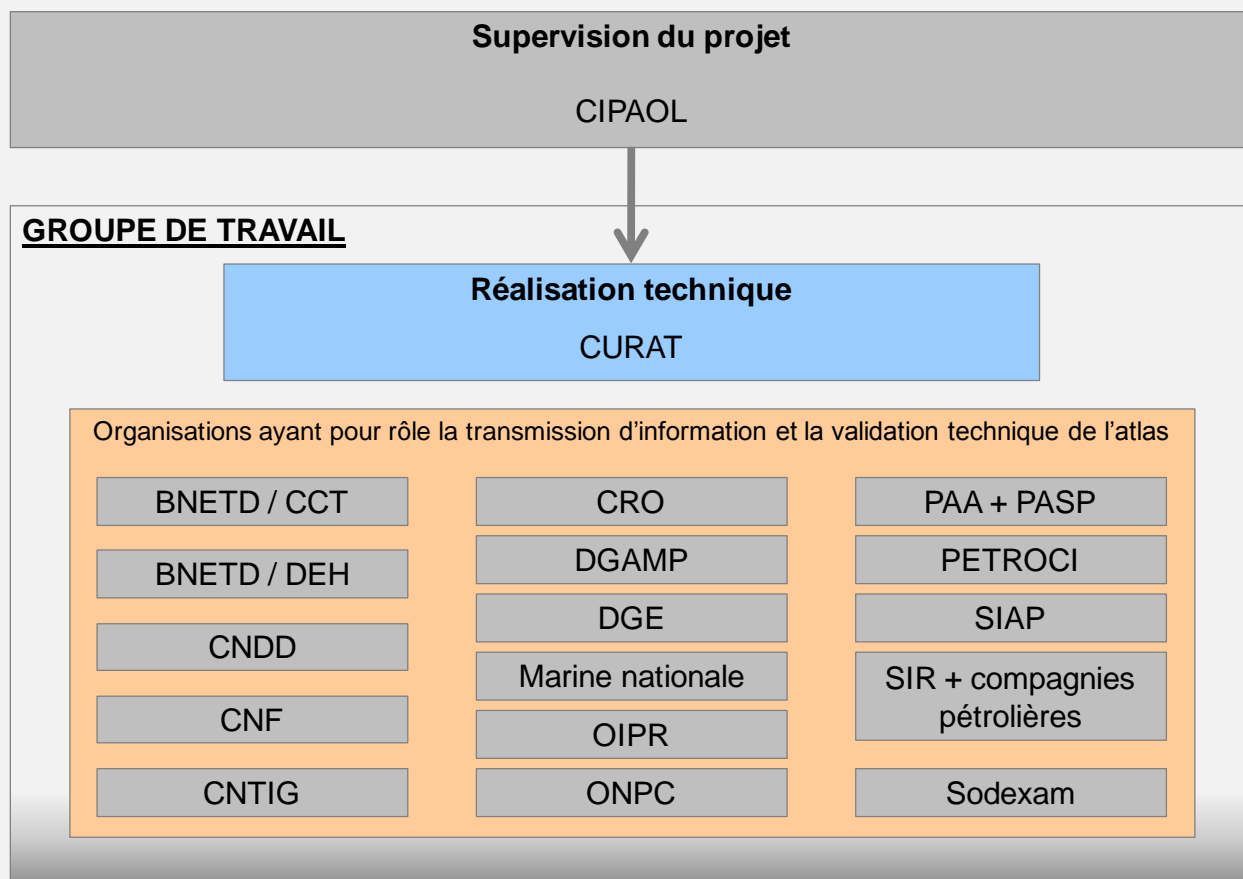 Supervision du projet
CIPAOL
GROUPE DE TRAVAIL
Réalisation technique
CURAT
Organisations ayant pour rôle la transmission d’information et la validation technique de l’atlas
BNETD / CCT
BNETD / DEH
CNDD
CNF
CNTIG
CRO
DGAMP
DGE
Marine nationale
OIPR
ONPC
PAA + PASP
PETROCI
SIAP
SIR + compagnies
pétrolières
Sodexam